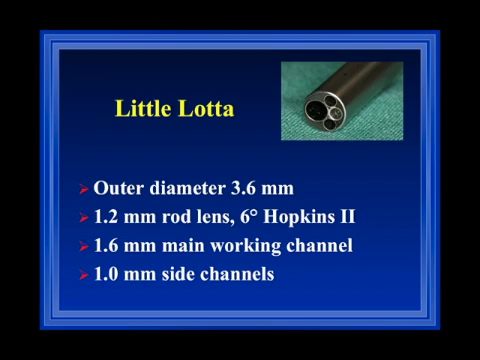 Little Lotta
Outer diameter 3.6 mm
1.2 mm rod lens, 6° Hopkins II
1.6 mm main working channel
1.0 mm side channels